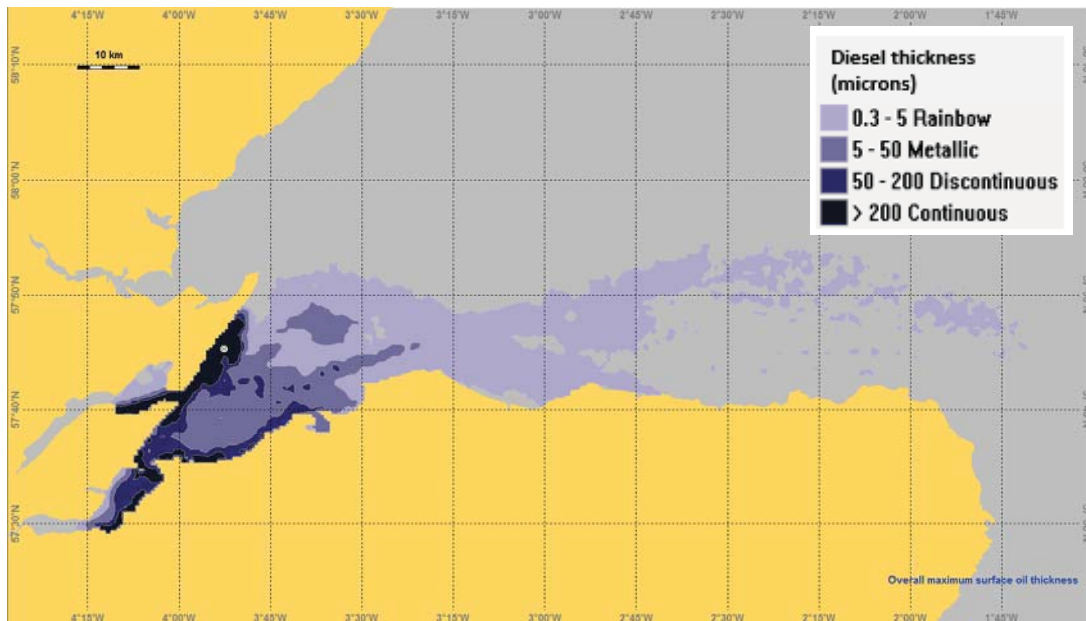 4°15'W 4°00'W 3°45'W 3°30'W 3°15'W 3°00'W 2°45'W 2°30'W 2°15'W 2°00'W 1°45'W
58°10'N
10 km
Diesel thickness
(microns)
0.3 - 5 Rainbow
5 - 50 Metallic
50 - 200 Discontinuous
> 200 Continuous
58°00'N
57°50'N
57°40'N
57°30'N
Overall maximum surface oil thickness
4°15'W 4°00'W 3°45'W 3°30'W 3°15'W 3°00'W 2°45'W 2°30'W 2°15'W 2°00'W 1°45'W